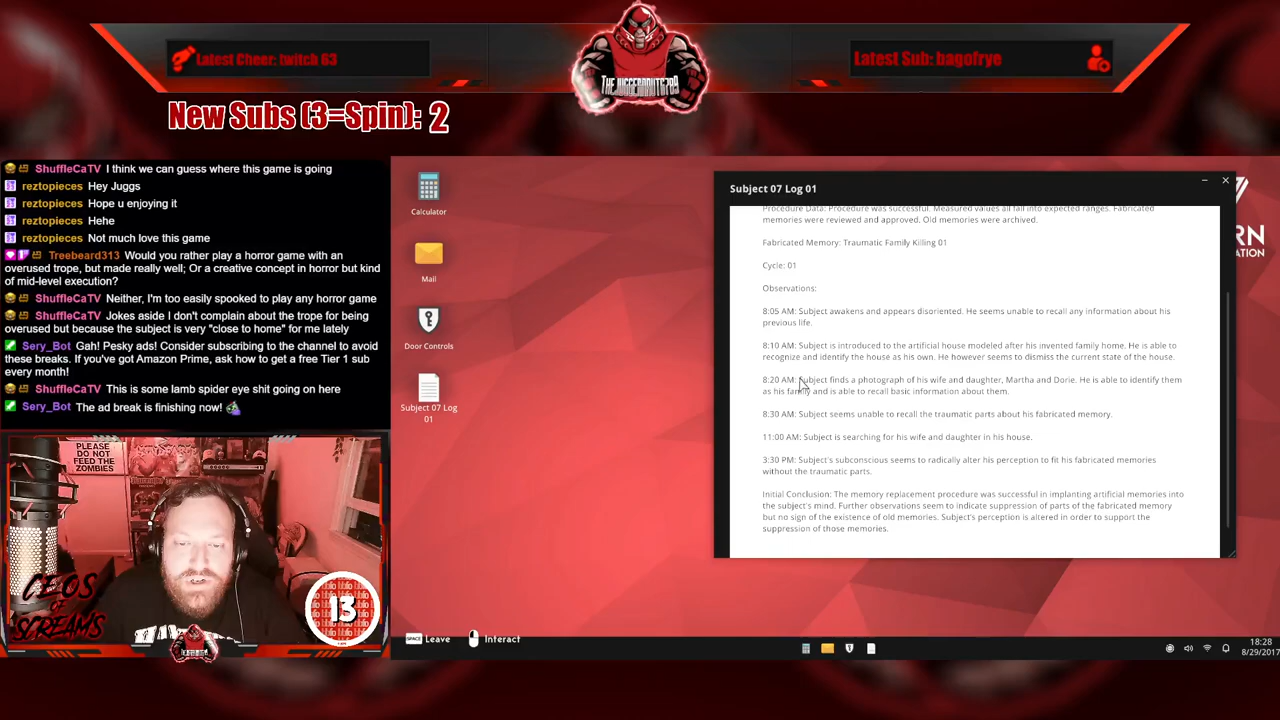 Latest Cheer: twitch 63
THEJUGGERNAUT6789
Latest Sub: bagofrye
New Subs (3=Spin): 2
ShuffleCaTV I think we can guess where this game is going
reztopieces Hey Juggs
reztopieces Hope u enjoying it
reztopieces Hehe
reztopieces Not much love this game
Treebeard313 Would you rather play a horror game with an
overused trope, but made really well; Or a creative concept in horror but kind
of mid-level execution?
ShuffleCaTV Neither, I'm too easily spooked to play any horror game
ShuffleCaTV Jokes aside I don't complain about the trope for being
overused but because the subject is very "close to home" for me lately
Sery_Bot Gah! Pesky ads! Consider subscribing to the channel to avoid
these breaks. If you've got Amazon Prime, ask how to get a free Tier 1 sub
every month!
ShuffleCaTV This is some lamb spider eye shit going on here
Sery_Bot The ad break is finishing now!
PLEASE
DO NOT
FEED THE
ZOMBIES
CEOS
OF
SCREAMS
13
Calculator
Mail
Door Controls
Subject 07 Log
01
Subject 07 Log 01
Procedure Data: Procedure was successful. Measured values all fall into expected ranges. Fabricated
memories were reviewed and approved. Old memories were archived.
Fabricated Memory: Traumatic Family Killing 01
Cycle: 01
Observations:
8:05 AM: Subject awakens and appears disoriented. He seems unable to recall any information about his
previous life.
8:10 AM: Subject is introduced to the artificial house modeled after his invented family home. He is able to
recognize and identify the house as his own. He however seems to dismiss the current state of the house.
8:20 AM: Subject finds a photograph of his wife and daughter, Martha and Dorie. He is able to identify them
as his family and is able to recall basic information about them.
8:30 AM: Subject seems unable to recall the traumatic parts about his fabricated memory.
11:00 AM: Subject is searching for his wife and daughter in his house.
3:30 PM: Subject's subconscious seems to radically alter his perception to fit his fabricated memories
without the traumatic parts.
Initial Conclusion: The memory replacement procedure was successful in implanting artificial memories into
the subject's mind. Further observations seem to indicate suppression of parts of the fabricated memory
but no sign of the existence of old memories. Subject's perception is altered in order to support the
suppression of those memories.
SPACE Leave
Interact
18:28
8/29/2017